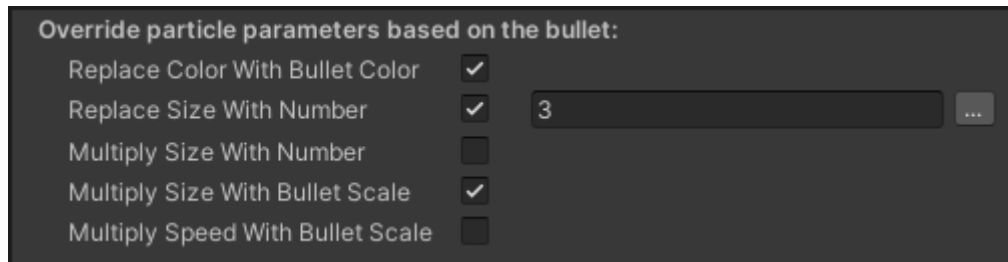 Override particle parameters based on the bullet:
Replace Color With Bullet Color
Replace Size With Number 3 ...
Multiply Size With Number
Multiply Size With Bullet Scale
Multiply Speed With Bullet Scale